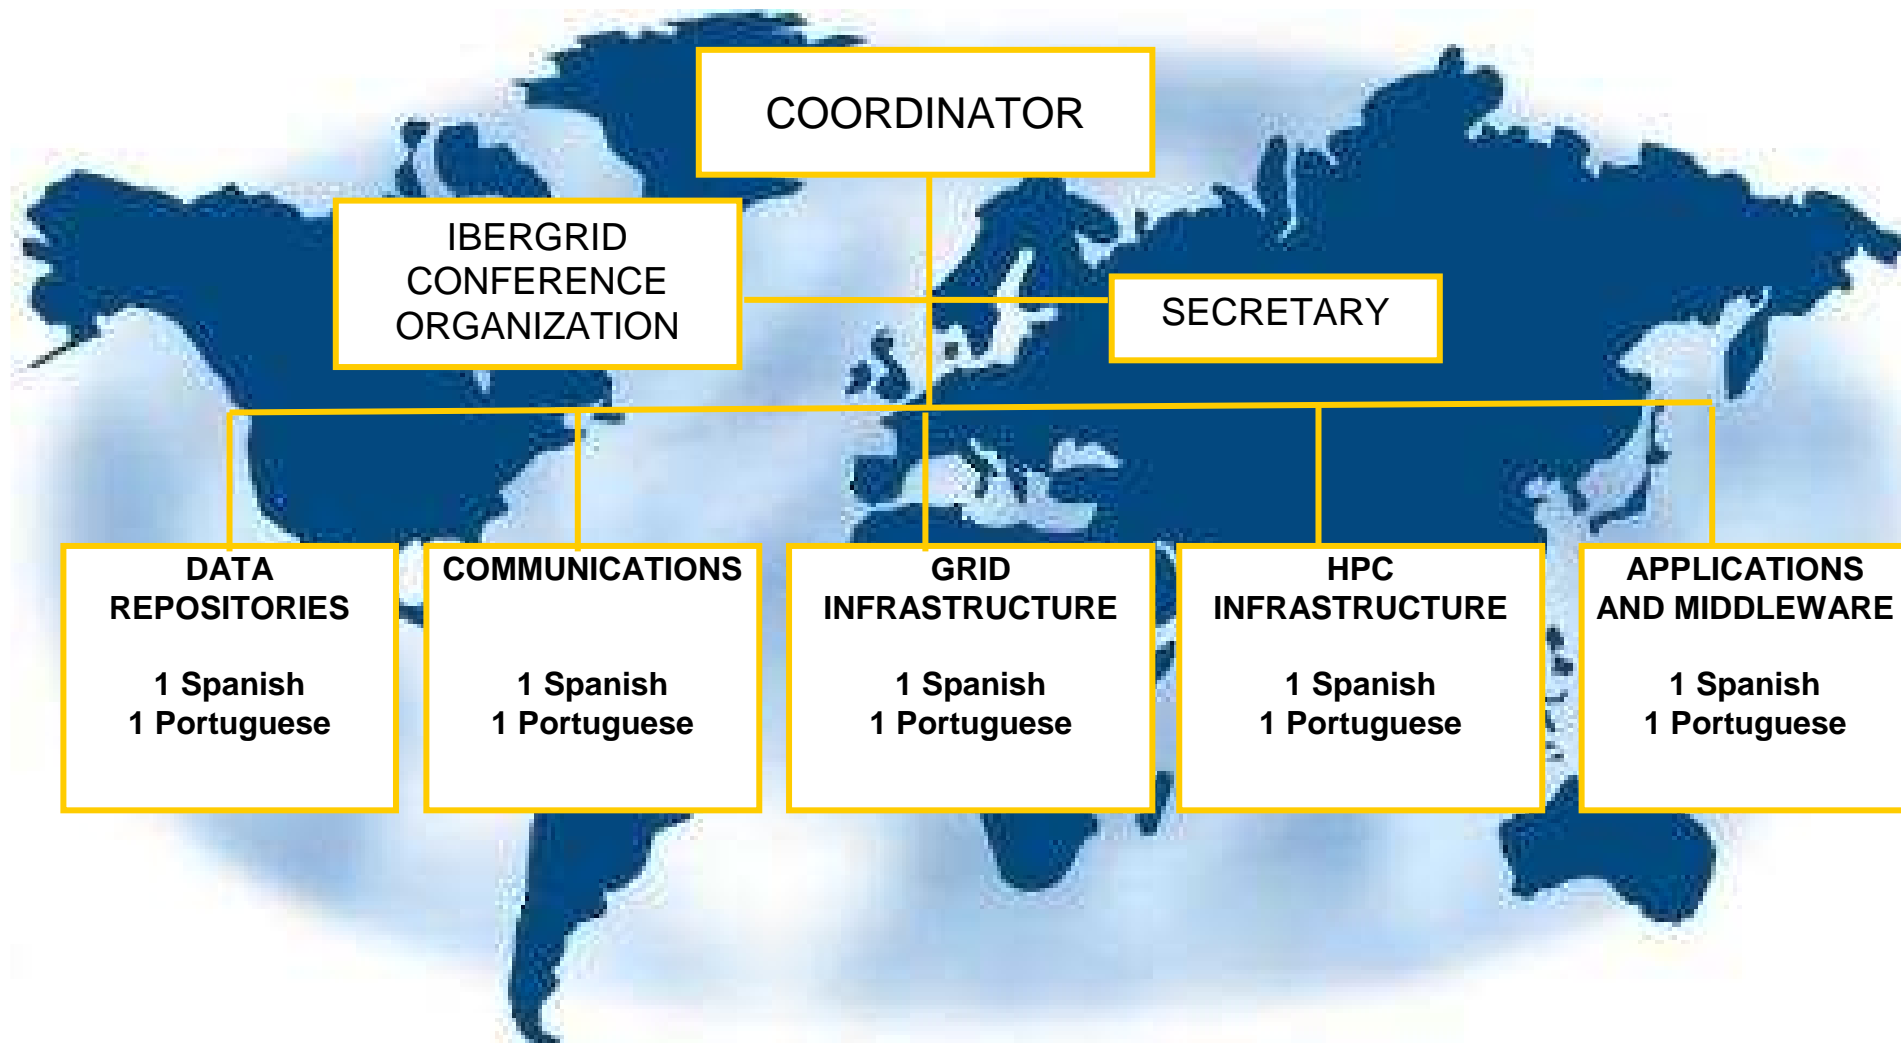 COORDINATOR
IBERGRID
CONFERENCE
ORGANIZATION
SECRETARY
DATA
REPOSITORIES
1 Spanish
1 Portuguese
COMMUNICATIONS
1 Spanish
1 Portuguese
GRID
INFRASTRUCTURE
1 Spanish
1 Portuguese
HPC
INFRASTRUCTURE
1 Spanish
1 Portuguese
APPLICATIONS
AND MIDDLEWARE
1 Spanish
1 Portuguese